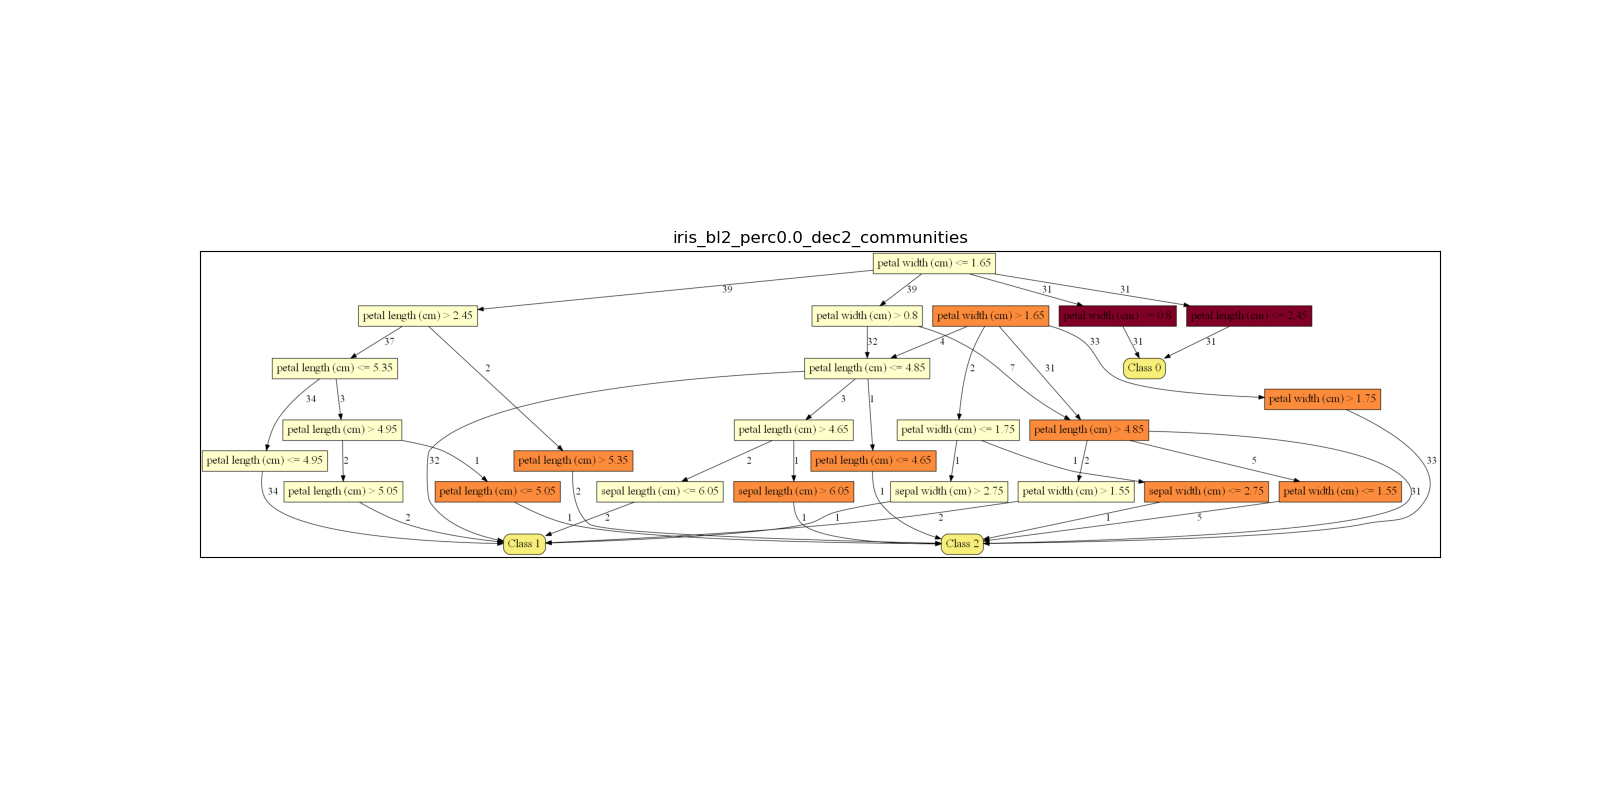 iris_bl2_perc0.0_dec2_communities
petal width (cm) <= 1.65
39
39
31
31
petal length (cm) > 2.45
petal width (cm) > 0.8
petal width (cm) > 1.65
petal width (cm) <= 0.8
petal length (cm) <= 2.45
37
32
4
33
31
31
petal length (cm) <= 5.35
2
petal length (cm) <= 4.85
2
7
31
Class 0
34
3
3
1
petal width (cm) > 1.75
petal length (cm) > 4.95
petal length (cm) > 4.65
petal width (cm) <= 1.75
petal length (cm) > 4.85
petal length (cm) <= 4.95
2
1
32
petal length (cm) > 5.35
2
1
petal length (cm) <= 4.65
1
1
2
5
33
34
petal length (cm) > 5.05
petal length (cm) <= 5.05
2
sepal length (cm) <= 6.05
sepal length (cm) > 6.05
1
sepal width (cm) > 2.75
petal width (cm) > 1.55
sepal width (cm) <= 2.75
petal width (cm) <= 1.55
31
2
1
2
1
1
2
1
5
Class 1
Class 2